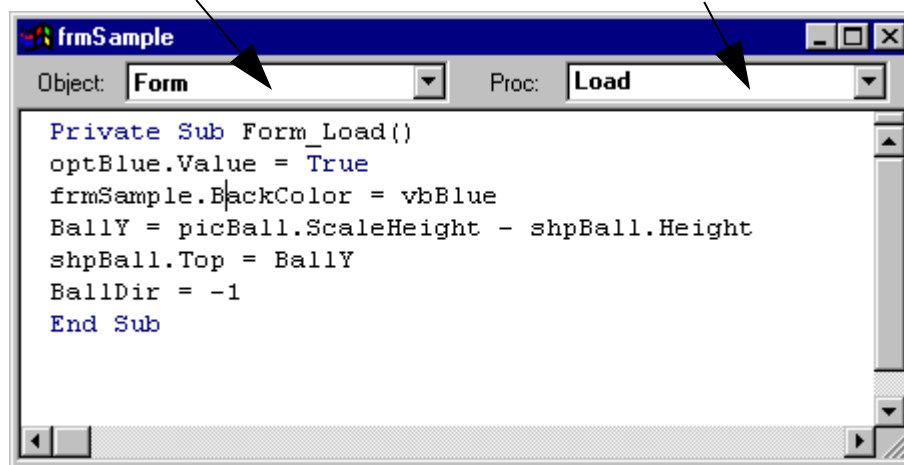 frmSample
Object: Form Proc: Load
Private Sub Form_Load()
optBlue.Value = True
frmSample.BackColor = vbBlue
BallY = picBall.ScaleHeight - shpBall.Height
shpBall.Top = BallY
BallDir = -1
End Sub